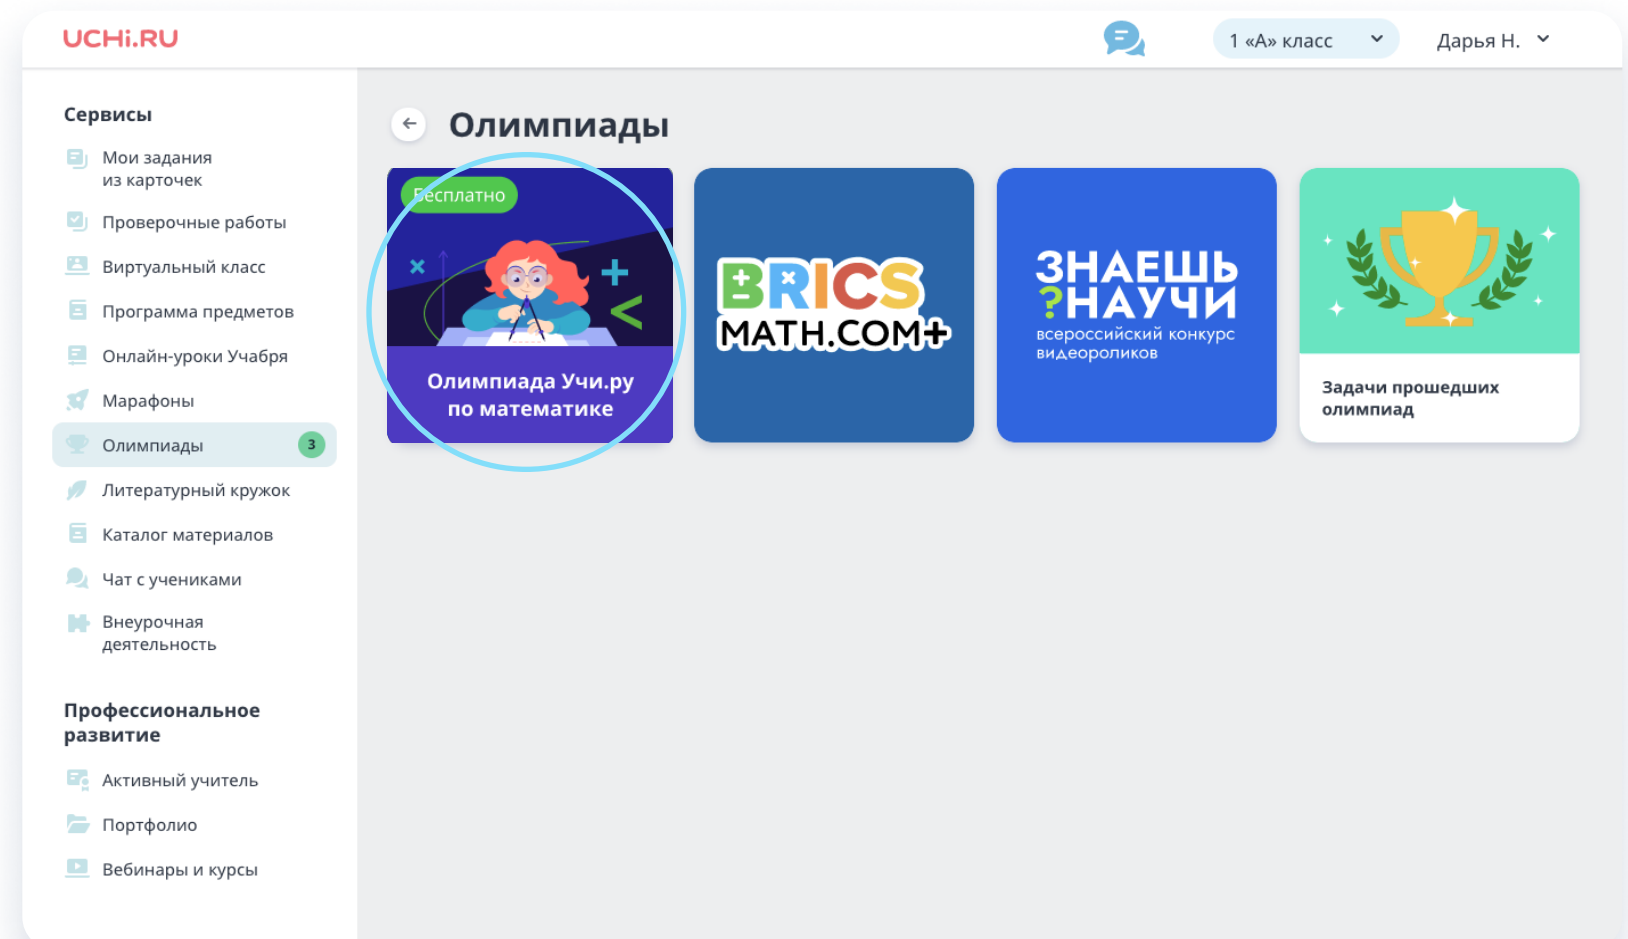 UCHi.RU
1 «А» класс
Дарья Н.
Сервисы
Мои задания
из карточек
Проверочные работы
Виртуальный класс
Программа предметов
Онлайн-уроки Учабря
Марафоны
Олимпиады
3
Литературный кружок
Каталог материалов
Чат с учениками
Внеурочная
деятельность
Профессиональное
развитие
Активный учитель
Портфолио
Вебинары и курсы
Олимпиады
Бесплатно
Олимпиада Учи.ру
по математике
BRICS
MATH.COM+
ЗНАЕШЬ
?НАУЧИ
всероссийский конкурс
видеороликов
Задачи прошедших
олимпиад